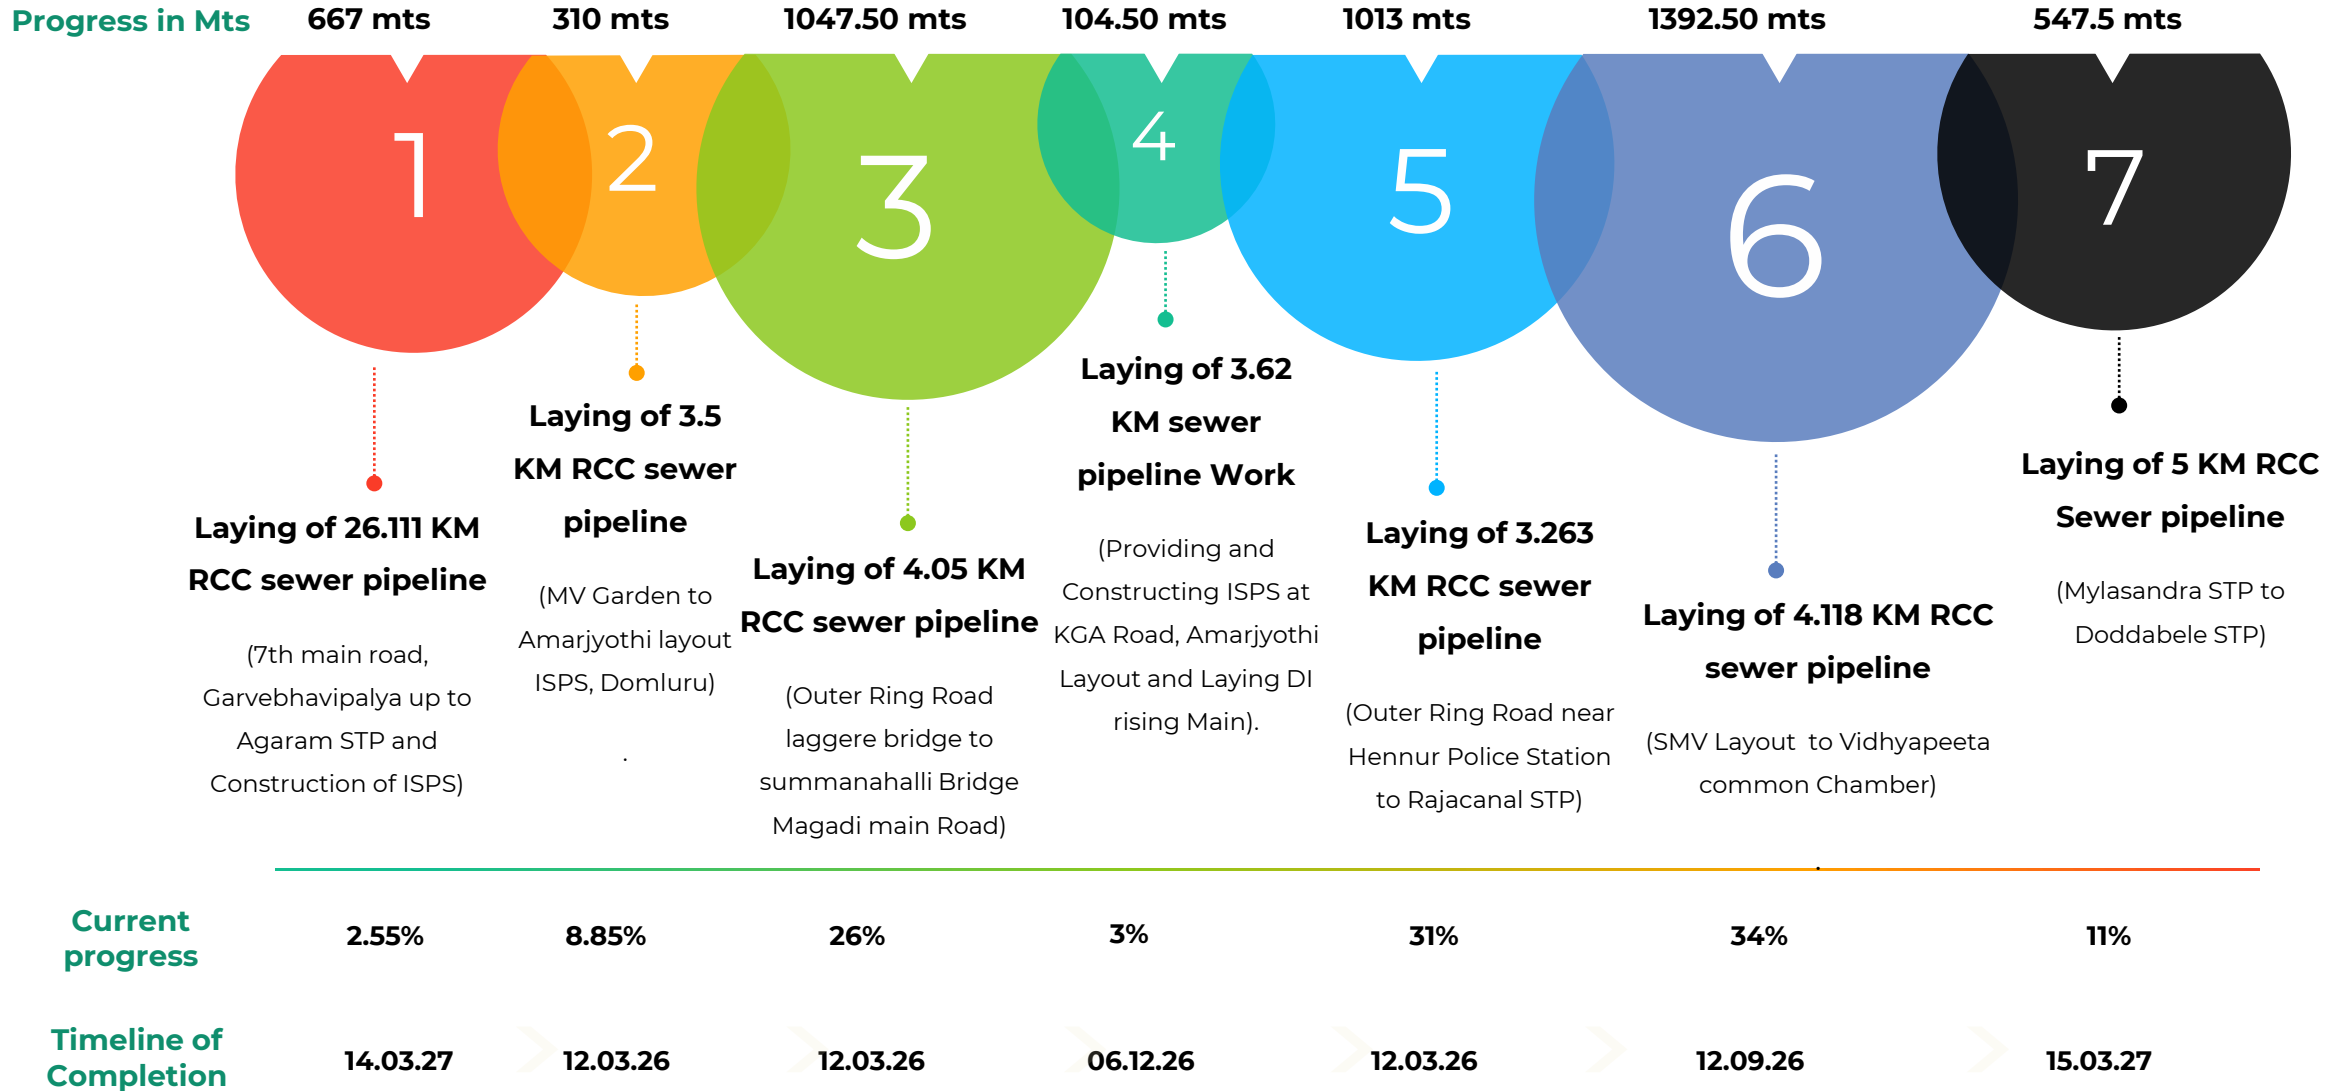 Progress in Mts
667 mts
310 mts
1047.50 mts
104.50 mts
1013 mts
1392.50 mts
547.5 mts
1
2
3
4
5
6
7
Laying of 26.111 KM
RCC sewer pipeline
(7th main road,
Garvebhavipalya up to
Agaram STP and
Construction of ISPS)
Laying of 3.5
KM RCC sewer
pipeline
(MV Garden to
Amarjyothi layout
ISPS, Domluru)
.
Laying of 4.05 KM
RCC sewer pipeline
(Outer Ring Road
laggere bridge to
summanahalli Bridge
Magadi main Road)
Laying of 3.62
KM sewer
pipeline Work
(Providing and
Constructing ISPS at
KGA Road, Amarjyothi
Layout and Laying DI
rising Main).
Laying of 3.263
KM RCC sewer
pipeline
(Outer Ring Road near
Hennur Police Station
to Rajacanal STP)
Laying of 4.118 KM RCC
sewer pipeline
(SMV Layout  to Vidhyapeeta
common Chamber)
.
Laying of 5 KM RCC
Sewer pipeline
(Mylasandra STP to
Doddabele STP)
Current
progress
2.55%
8.85%
26%
3%
31%
34%
11%
Timeline of
Completion
14.03.27
12.03.26
12.03.26
06.12.26
12.03.26
12.09.26
15.03.27